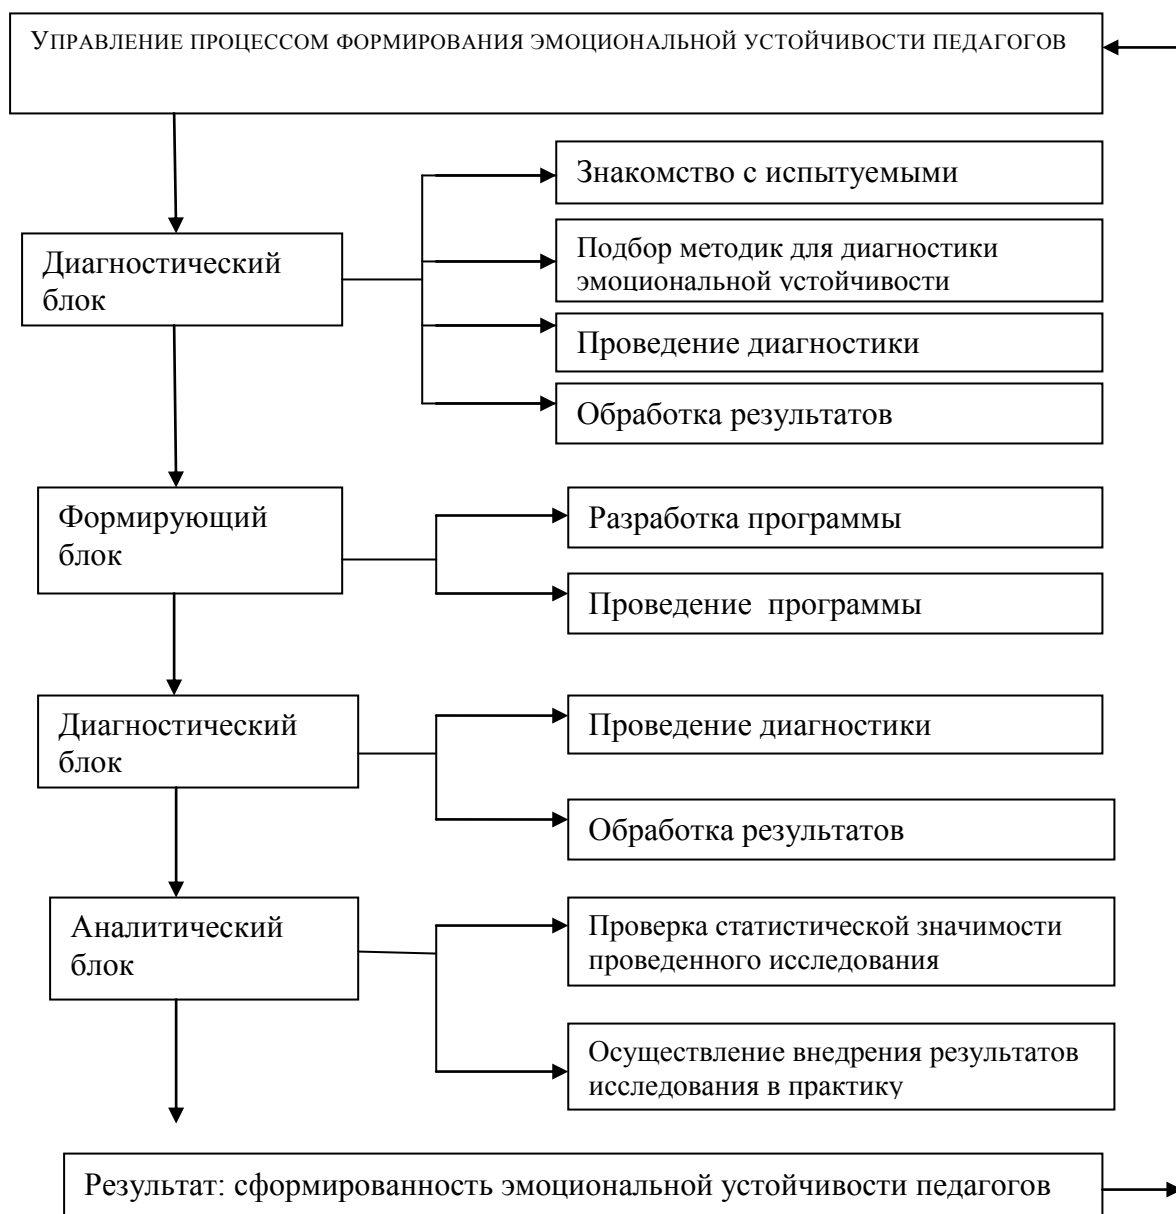 УПРАВЛЕНИЕ ПРОЦЕССОМ ФОРМИРОВАНИЯ ЭМОЦИОНАЛЬНОЙ УСТОЙЧИВОСТИ ПЕДАГОГОВ
Диагностический
блок
Знакомство с испытуемыми
Подбор методик для диагностики
эмоциональной устойчивости
Проведение диагностики
Обработка результатов
Формирующий
блок
Разработка программы
Проведение программы
Диагностический
блок
Проведение диагностики
Обработка результатов
Аналитический
блок
Проверка статистической значимости
проведенного исследования
Осуществление внедрения результатов
исследования в практику
Результат: сформированность эмоциональной устойчивости педагогов